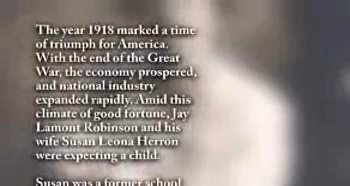 The year 1918 marked a time
of triumph for America.
With the end of the Great
War, the economy prospered,
and national industry
expanded rapidly. Amid this
climate of good fortune, Jay
Lamont Robinson and his
wife Susan Leona Herron
were expecting a child.
Susan was a former school